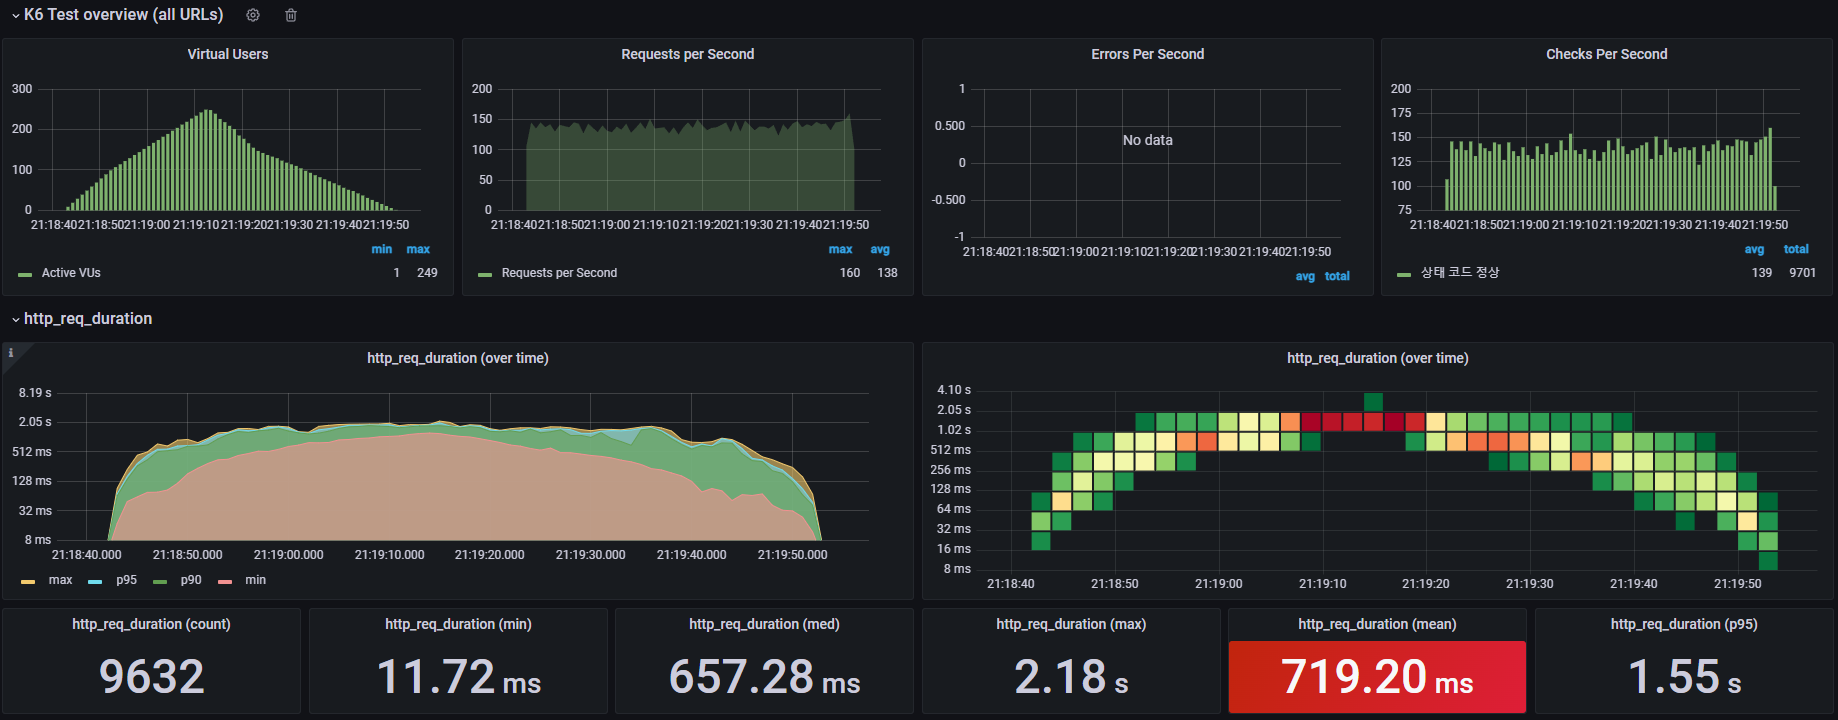 K6 Test overview (all URLs)
Virtual Users
300
200
100
0
21:18:40 21:18:50 21:19:00 21:19:10 21:19:20 21:19:30 21:19:40 21:19:50
min max
Active VUs 1 249
Requests per Second
200
150
100
50
0
21:18:40 21:18:50 21:19:00 21:19:10 21:19:20 21:19:30 21:19:40 21:19:50
max avg
Requests per Second 160 138
Errors Per Second
1
0.500
0
-0.500
-1
No data
21:18:40 21:18:50 21:19:00 21:19:10 21:19:20 21:19:30 21:19:40 21:19:50
avg total
Checks Per Second
200
175
150
125
100
75
21:18:40 21:18:50 21:19:00 21:19:10 21:19:20 21:19:30 21:19:40 21:19:50
avg total
상태 코드 정상 139 9701
http_req_duration
i
http_req_duration (over time)
8.19 s
2.05 s
512 ms
128 ms
32 ms
8 ms
21:18:40.000 21:18:50.000 21:19:00.000 21:19:10.000 21:19:20.000 21:19:30.000 21:19:40.000 21:19:50.000
max p95 p90 min
http_req_duration (over time)
4.10 s
2.05 s
1.02 s
512 ms
256 ms
128 ms
64 ms
32 ms
16 ms
8 ms
21:18:40 21:18:50 21:19:00 21:19:10 21:19:20 21:19:30 21:19:40 21:19:50
http_req_duration (count)
9632
http_req_duration (min)
11.72 ms
http_req_duration (med)
657.28 ms
http_req_duration (max)
2.18 s
http_req_duration (mean)
719.20 ms
http_req_duration (p95)
1.55 s